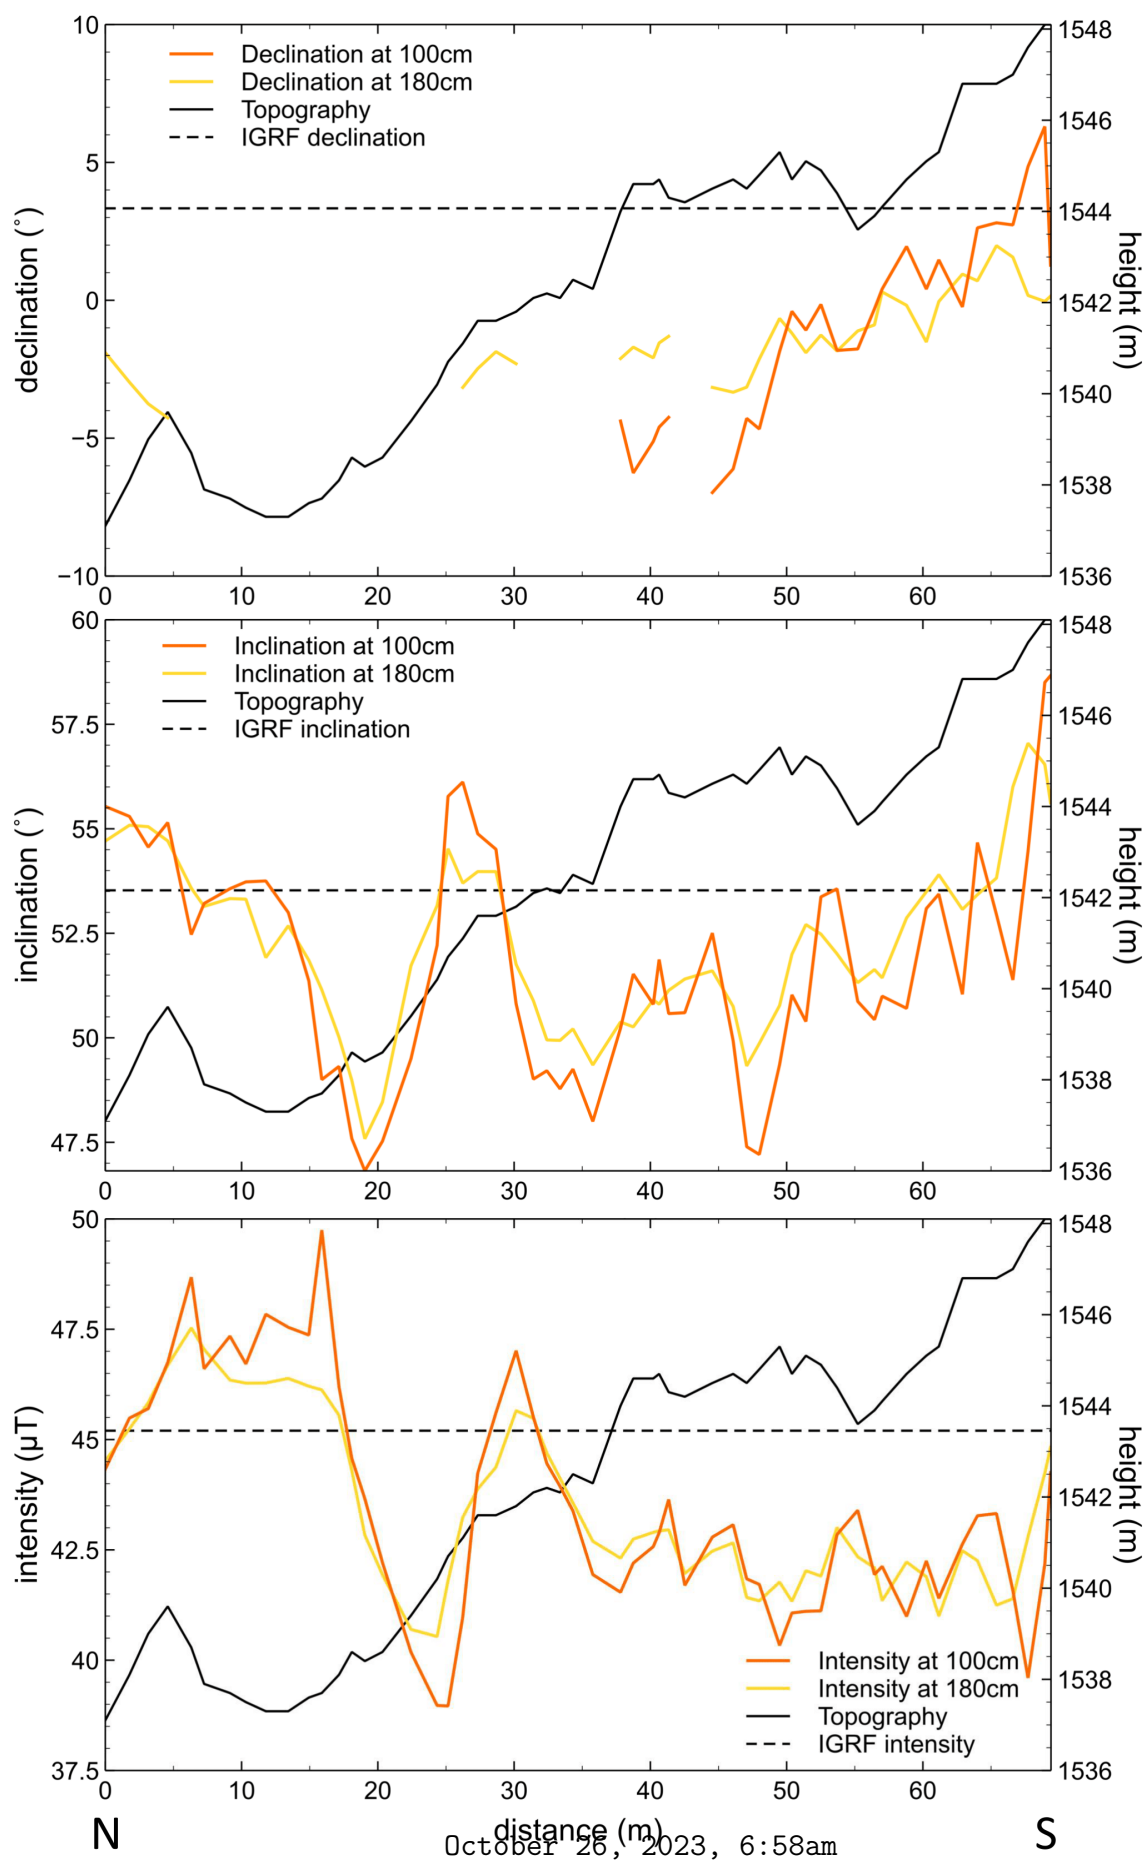 10
5
0
−5
−10
declination (˚)
Declination at 100cm
Declination at 180cm
Topography
IGRF declination
1548
1546
1544
1542
1540
1538
1536
height (m)
0 10 20 30 40 50 60
60
57.5
55
52.5
50
47.5
inclination (˚)
Inclination at 100cm
Inclination at 180cm
Topography
IGRF inclination
1548
1546
1544
1542
1540
1538
1536
height (m)
0 10 20 30 40 50 60
50
47.5
45
42.5
40
37.5
intensity (µT)
Intensity at 100cm
Intensity at 180cm
Topography
IGRF intensity
1548
1546
1544
1542
1540
1538
1536
height (m)
0 10 20 30 40 50 60
N distance (m) S
October 26, 2023, 6:58am